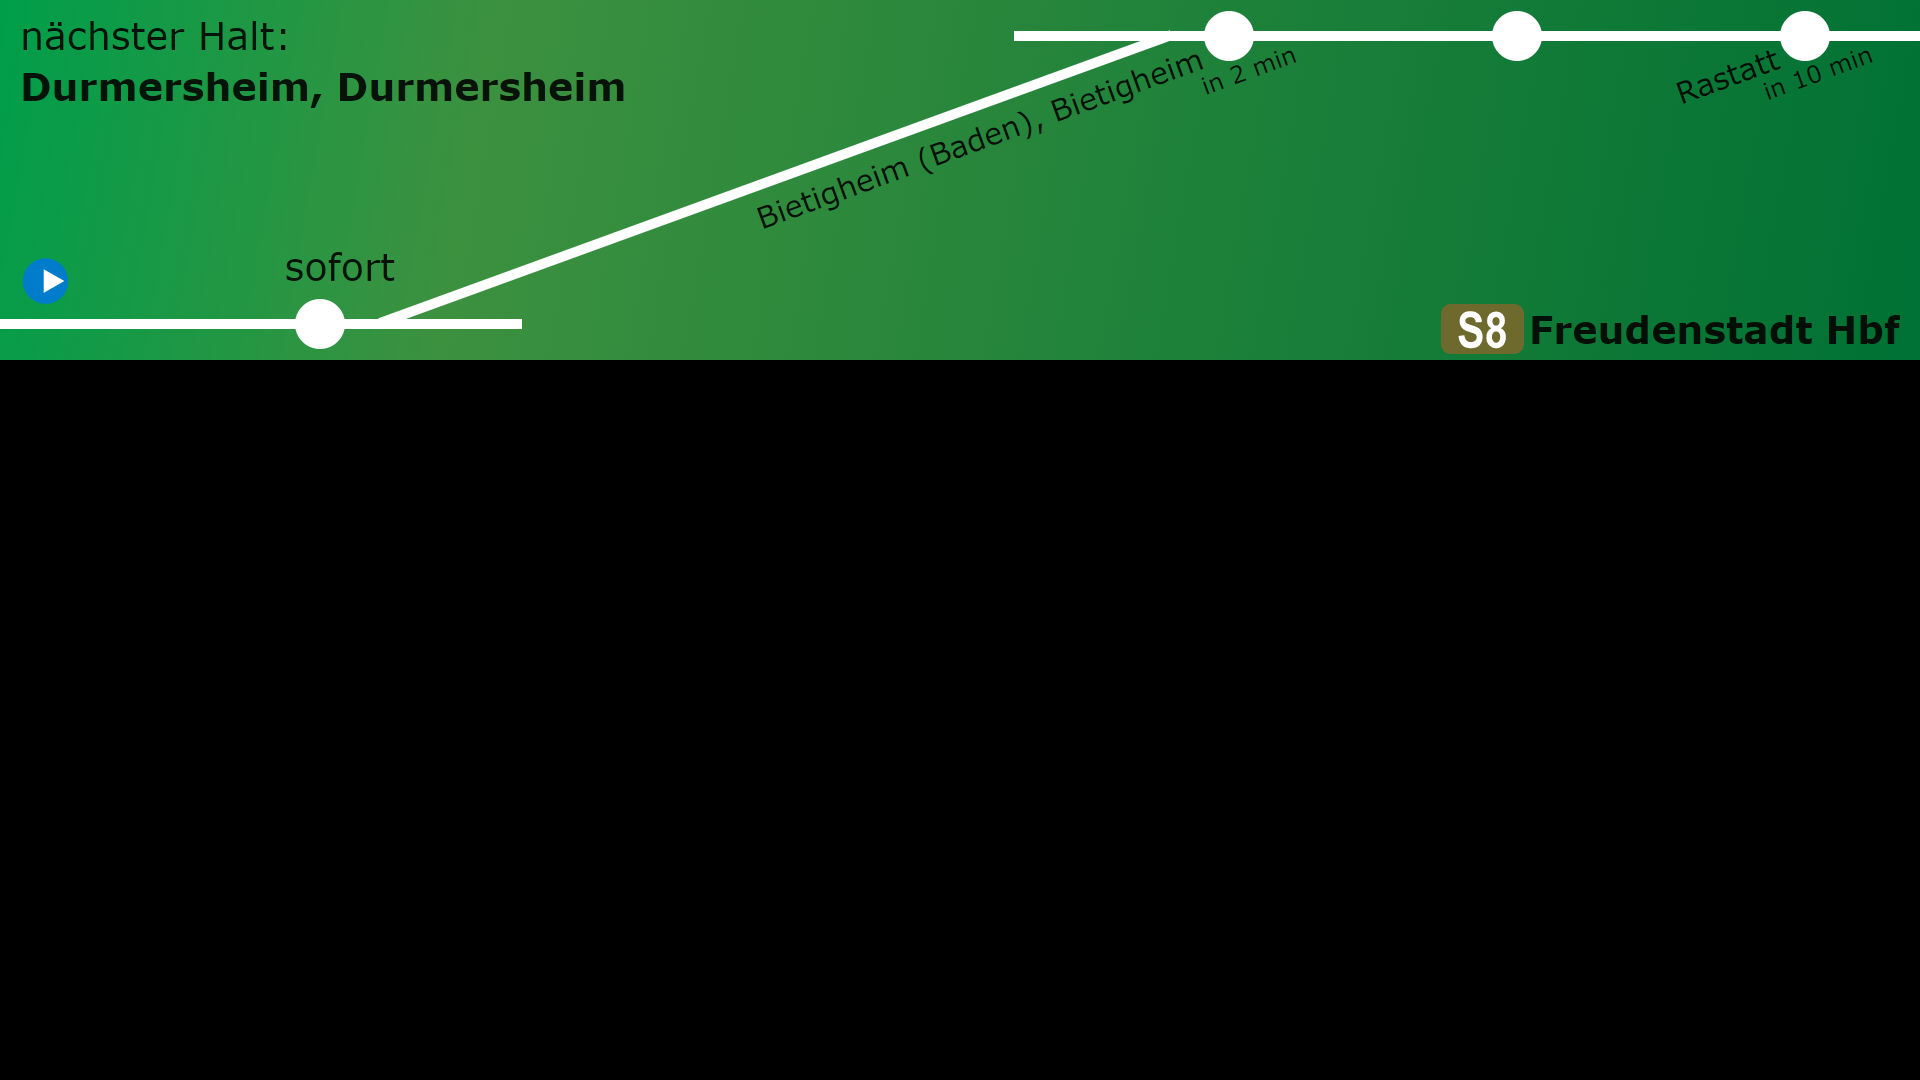 nächster Halt:
Durmersheim, Durmersheim
sofort
Bietigheim (Baden), Bietigheim
in 2 min
Rastatt
in 10 min
S8 Freudenstadt Hbf